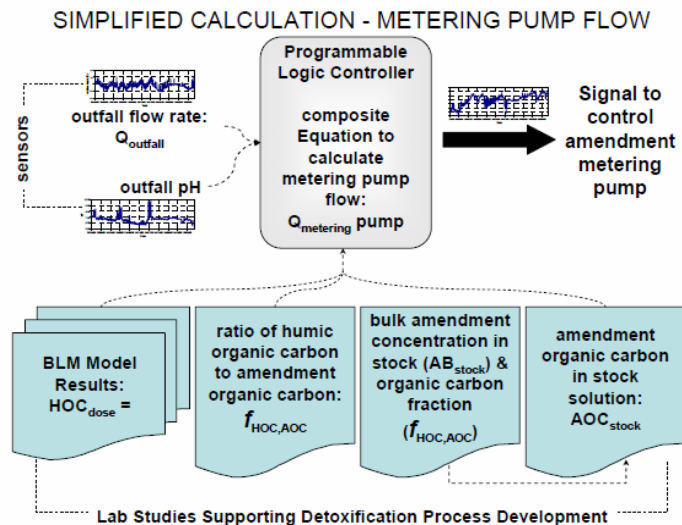 SIMPLIFIED CALCULATION - METERING PUMP FLOW
Programmable
Logic Controller
composite
Equation to
calculate
metering pump
flow:
Qmetering pump
sensors
outfall flow rate:
Qoutfall
outfall pH
Signal to
control
amendment
metering
pump
BLM Model
Results:
HOCdose =
ratio of humic
organic carbon
to amendment
organic carbon:
fHOC,AOC
bulk amendment
concentration in
stock (ABstock) &
organic carbon
fraction
(fHOC,AOC)
amendment
organic carbon
in stock
solution:
AOCstock
Lab Studies Supporting Detoxification Process Development